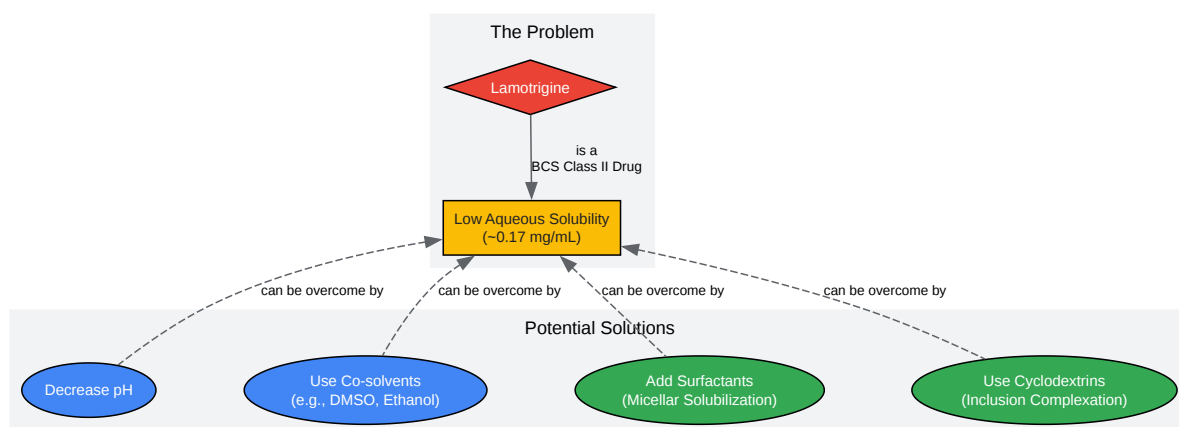 The Problem
Lamotrigine
is a
BCS Class II Drug
Low Aqueous Solubility
(~0.17 mg/mL)
can be overcome by
can be overcome by
can be overcome by
can be overcome by
Potential Solutions
Decrease pH
Use Co-solvents
(e.g., DMSO, Ethanol)
Add Surfactants
(Micellar Solubilization)
Use Cyclodextrins
(Inclusion Complexation)